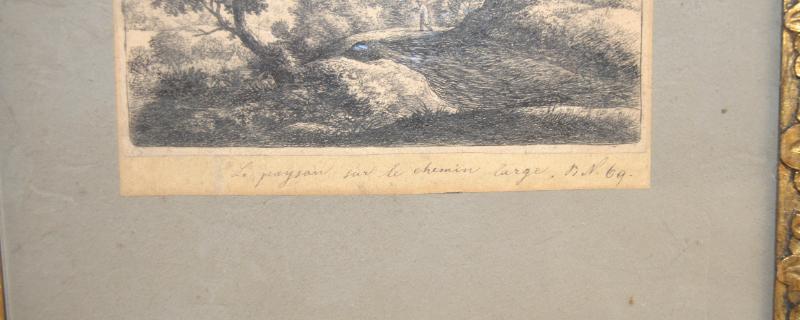 Le paysan sur le chemin large. B N. 69.